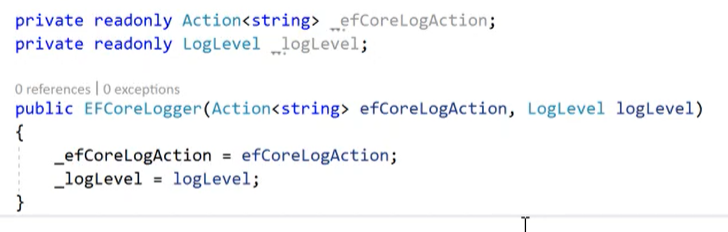 private readonly Action<string> _efCoreLogAction;
private readonly LogLevel _logLevel;
0 references | 0 exceptions
public EFCoreLogger(Action<string> efCoreLogAction, LogLevel logLevel)
{
_efCoreLogAction = efCoreLogAction;
_logLevel = logLevel;
}